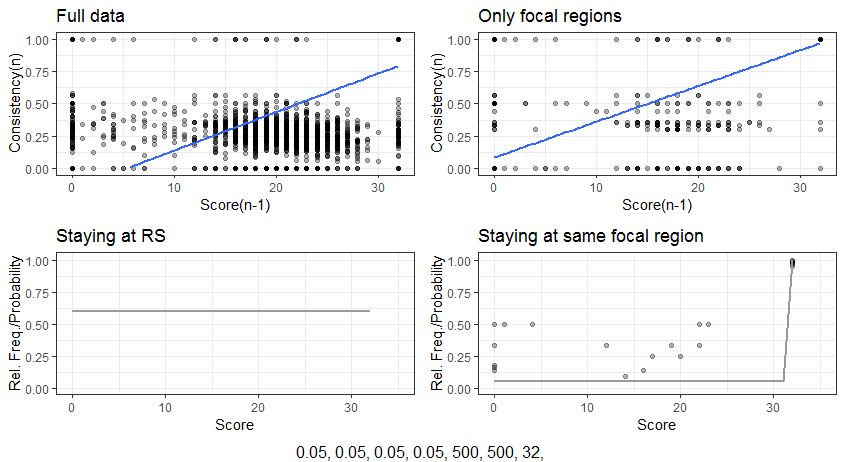 Full data
Only focal regions
1.00
0.75
0.50
0.25
0.00
Consistency(n)
0 10 20 30
Score(n-1)
1.00
0.75
0.50
0.25
0.00
Consistency(n)
0 10 20 30
Score(n-1)
Staying at RS
Staying at same focal region
1.00
0.75
0.50
0.25
0.00
Rel. Freq./Probability
0 10 20 30
Score
1.00
0.75
0.50
0.25
0.00
Rel. Freq./Probability
0 10 20 30
Score
0.05, 0.05, 0.05, 0.05, 500, 500, 32,